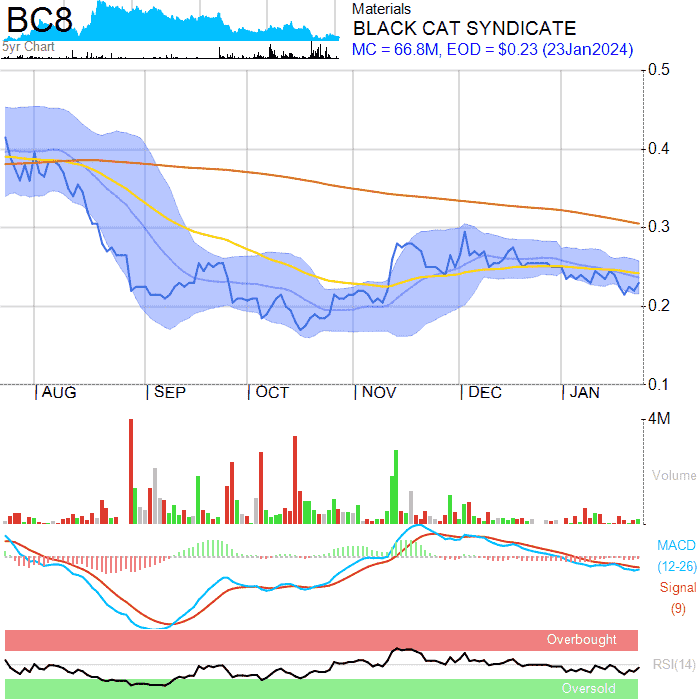 BC8
5yr Chart
Materials
BLACK CAT SYNDICATE
MC = 66.8M, EOD = $0.23 (23Jan2024)
0.5
0.4
0.3
0.2
0.1
AUG SEP OCT NOV DEC JAN
4M
Volume
MACD
(12-26)
Signal
(9)
Overbought
RSI(14)
Oversold